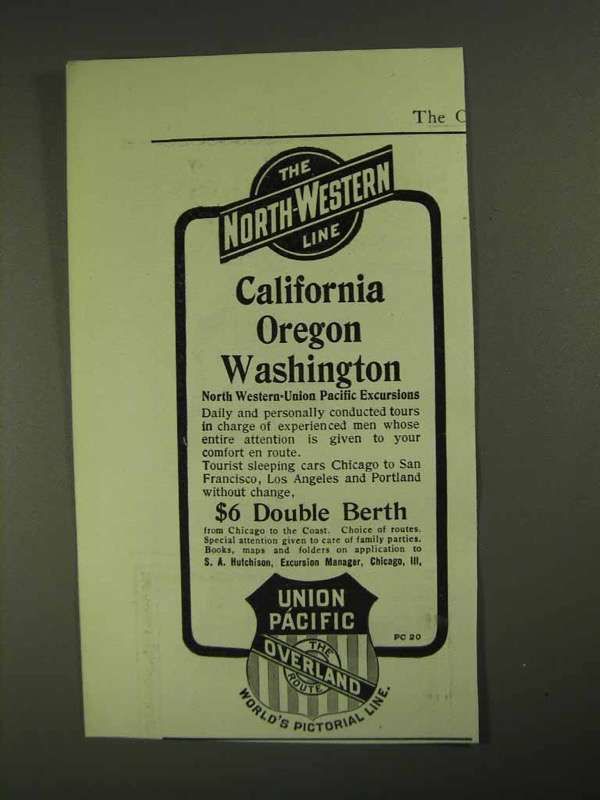 The
THE
NORTH-WESTERN
LINE
California
Oregon
Washington
North Western-Union Pacific Excursions
Daily and personally conducted tours
in charge of experienced men whose
entire attention is given to your
comfort en route.
Tourist sleeping cars Chicago to San
Francisco, Los Angeles and Portland
without change,
$6 Double Berth
from Chicago to the Coast. Choice of routes.
Special attention given to care of family parties.
Books, maps and folders on application to
S. A. Hutchison, Excursion Manager, Chicago, Ill,
PC 20
UNION
PACIFIC
THE
OVERLAND
ROUTE
WORLD'S PICTORIAL LINE.